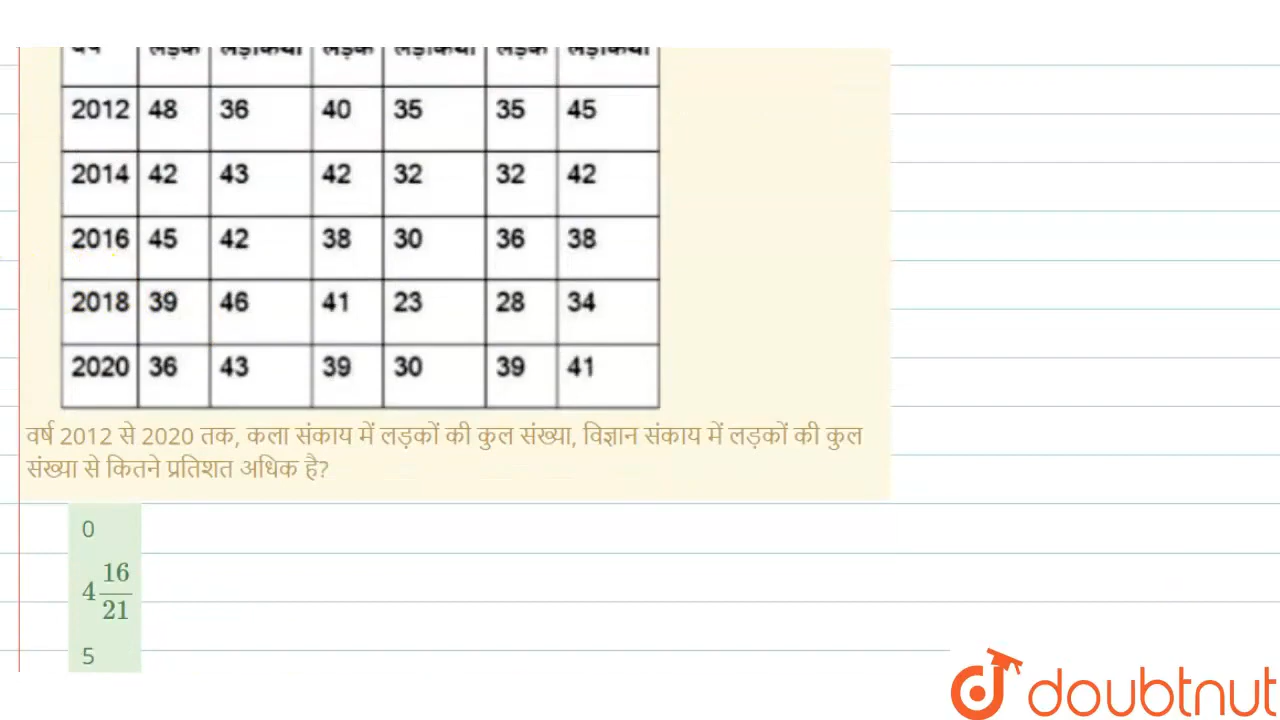 2012 48 36 40 35 35 45
2014 42 43 42 32 32 42
2016 45 42 38 30 36 38
2018 39 46 41 23 28 34
2020 36 43 39 30 39 41
वर्ष 2012 से 2020 तक, कला संकाय में लड़कों की कुल संख्या, विज्ञान संकाय में लड़कों की कुल
संख्या से कितने प्रतिशत अधिक है?
0
4 16/21
5
doubtnut